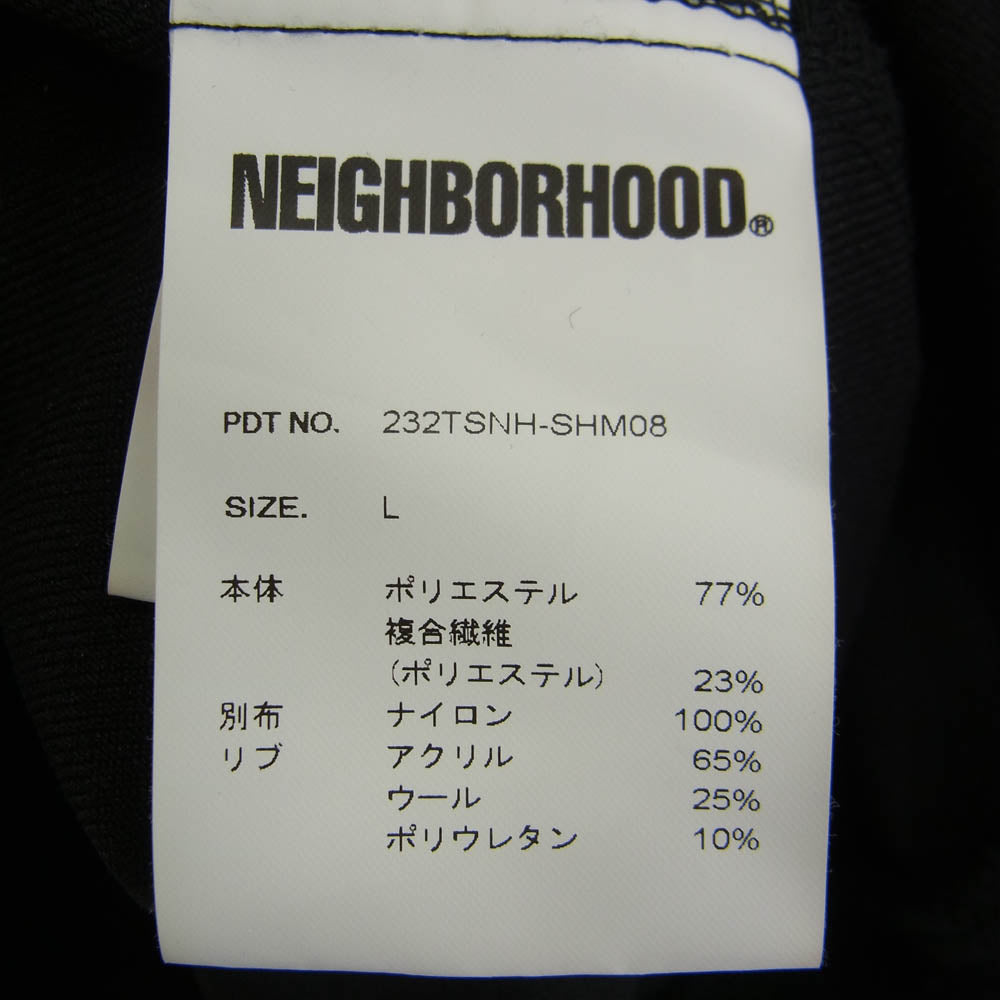 NEIGHBORHOOD®
PDT NO. 232TSNH-SHM08
SIZE. L
本体 ポリエステル 77%
複合繊維
(ポリエステル) 23%
別布 ナイロン 100%
リブ アクリル 65%
ウール 25%
ポリウレタン 10%